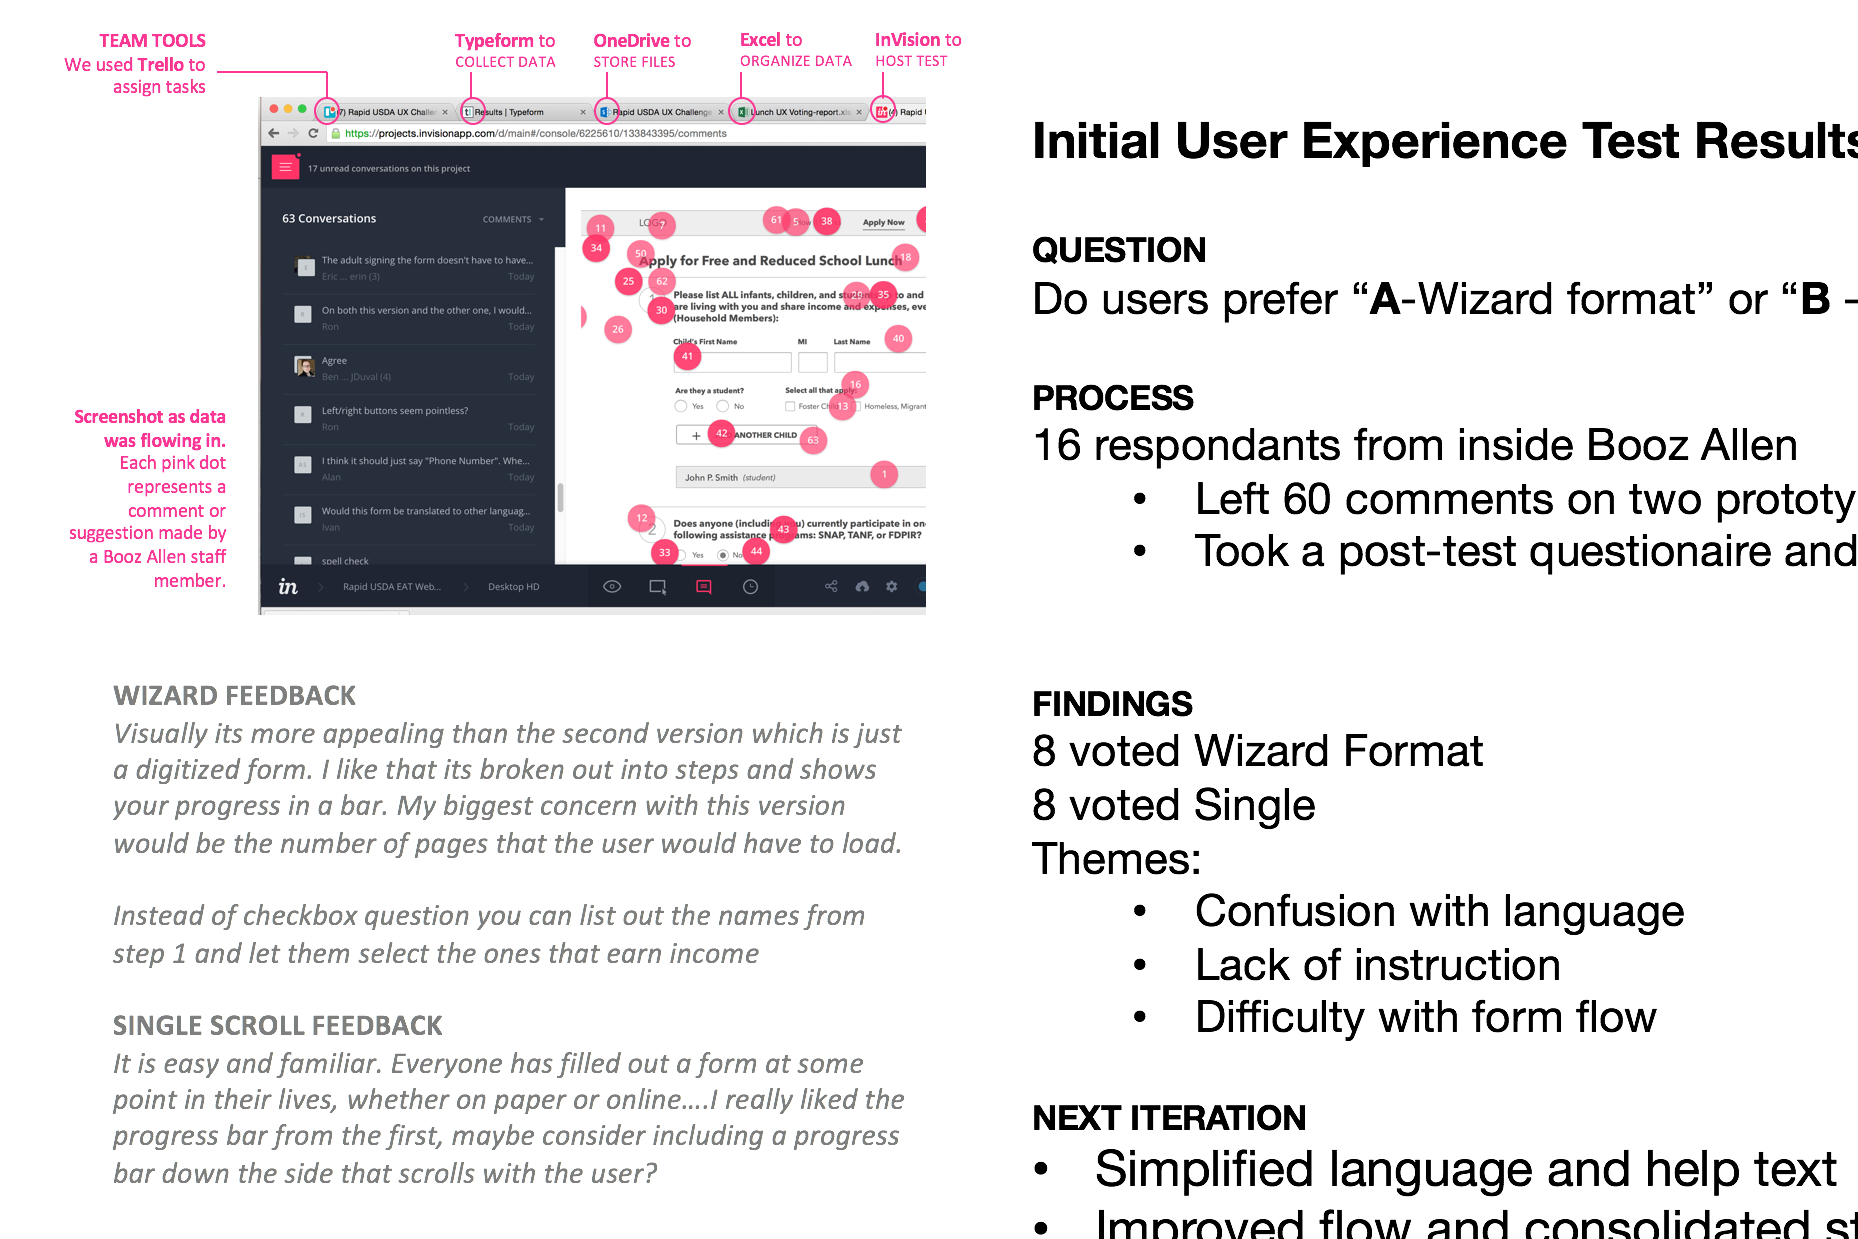 TEAM TOOLS
We used Trello to
assign tasks
Typeform to
COLLECT DATA
OneDrive to
STORE FILES
Excel to
ORGANIZE DATA
InVision to
HOST TEST
(7) Rapid USDA UX Challe
Results | Typeform
Rapid USDA UX Challenge
Lunch UX Voting-report.xls
(4) Rapid
https://projects.invisionapp.com/d/main#/console/6225610/133843395/comments
17 unread conversations on this project
63 Conversations
COMMENTS
The adult signing the form doesn't have to have...
Eric ... erin (3)
Today
On both this version and the other one, I would...
Ron
Today
Agree
Ben ... JDuval (4)
Today
Left/right buttons seem pointless?
Ron
Today
I think it should just say "Phone Number". Whe...
Alan
Today
Would this form be translated to other languag...
Ivan
Today
spell check
LOGO
Apply Now
11
7
61
5
38
34
50
18
Apply for Free and Reduced School Lunch
25
62
29
35
30
26
40
Please list ALL infants, children, and students who to and
are living with you and share income and expenses, eve
(Household Members):
Child's First Name
MI
Last Name
41
16
Are they a student?
Select all that apply:
Yes
No
Foster Child
13
Homeless, Migrant
+
42
ANOTHER CHILD
63
John P. Smith (student)
1
12
2
Does anyone (including you) currently participate in on
following assistance programs: SNAP, TANF, or FDPIR?
43
33
Yes
No
44
in
Rapid USDA EAT Web...
Desktop HD
Screenshot as data
was flowing in.
Each pink dot
represents a
comment or
suggestion made by
a Booz Allen staff
member.
WIZARD FEEDBACK
Visually its more appealing than the second version which is just
a digitized form. I like that its broken out into steps and shows
your progress in a bar. My biggest concern with this version
would be the number of pages that the user would have to load.
Instead of checkbox question you can list out the names from
step 1 and let them select the ones that earn income
SINGLE SCROLL FEEDBACK
It is easy and familiar. Everyone has filled out a form at some
point in their lives, whether on paper or online....I really liked the
progress bar from the first, maybe consider including a progress
bar down the side that scrolls with the user?
Initial User Experience Test Results
QUESTION
Do users prefer “A-Wizard format” or “B -
PROCESS
16 respondants from inside Booz Allen
• Left 60 comments on two prototy
• Took a post-test questionaire and
FINDINGS
8 voted Wizard Format
8 voted Single
Themes:
• Confusion with language
• Lack of instruction
• Difficulty with form flow
NEXT ITERATION
• Simplified language and help text
• Improved flow and consolidated st